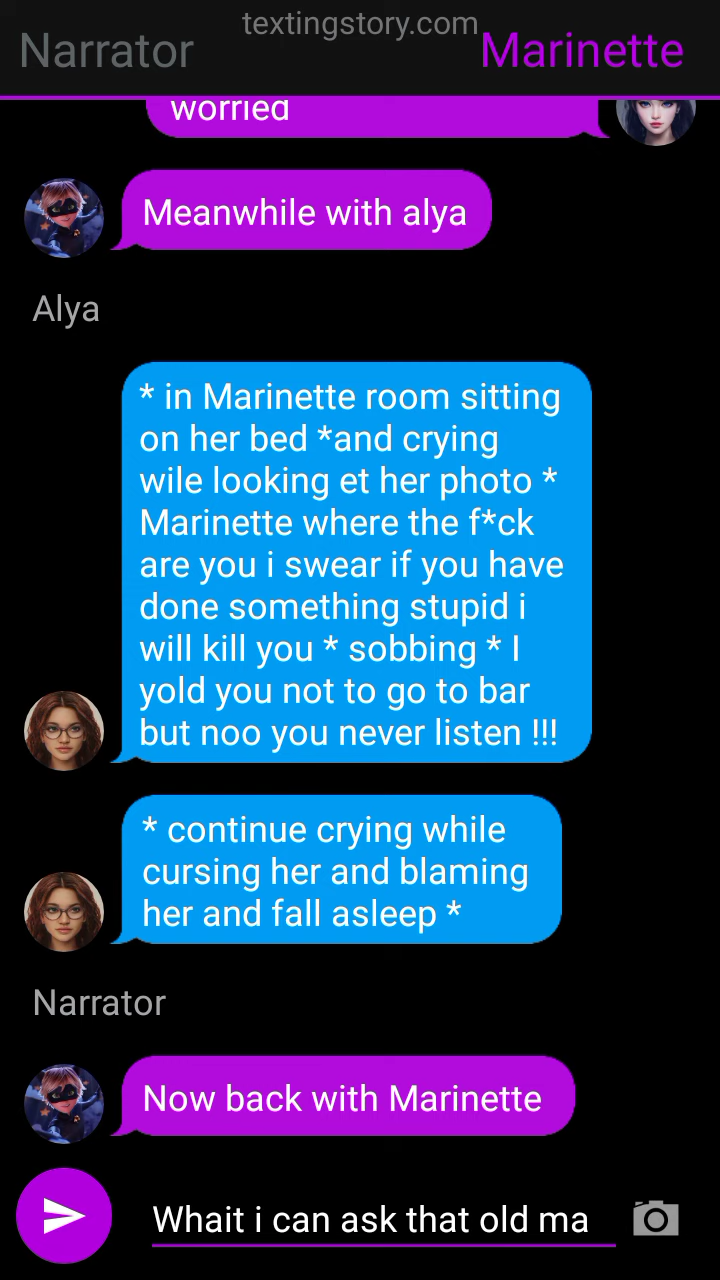 textingstory.com
Narrator
Marinette
worried
Meanwhile with alya
Alya
* in Marinette room sitting
on her bed *and crying
wile looking et her photo *
Marinette where the f*ck
are you i swear if you have
done something stupid i
will kill you * sobbing * I
yold you not to go to bar
but noo you never listen !!!
* continue crying while
cursing her and blaming
her and fall asleep *
Narrator
Now back with Marinette
Whait i can ask that old ma